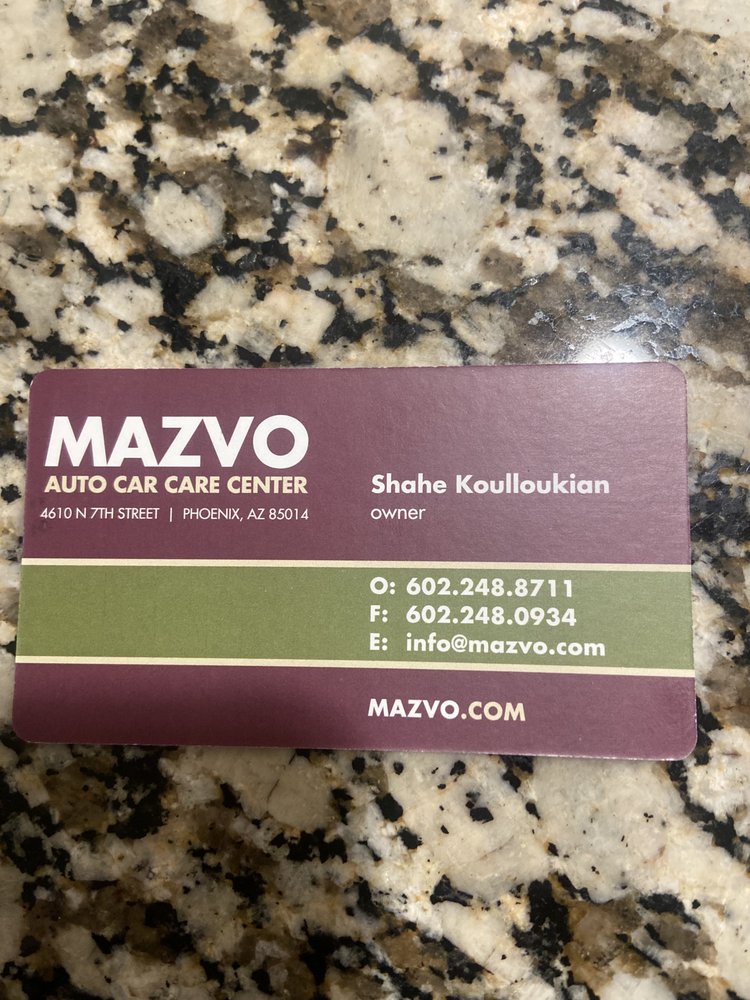 MAZVO
AUTO CAR CARE CENTER
4610 N 7TH STREET | PHOENIX, AZ 85014
Shahe Koulloukian
owner
O: 602.248.8711
F: 602.248.0934
E: info@mazvo.com
MAZVO.COM